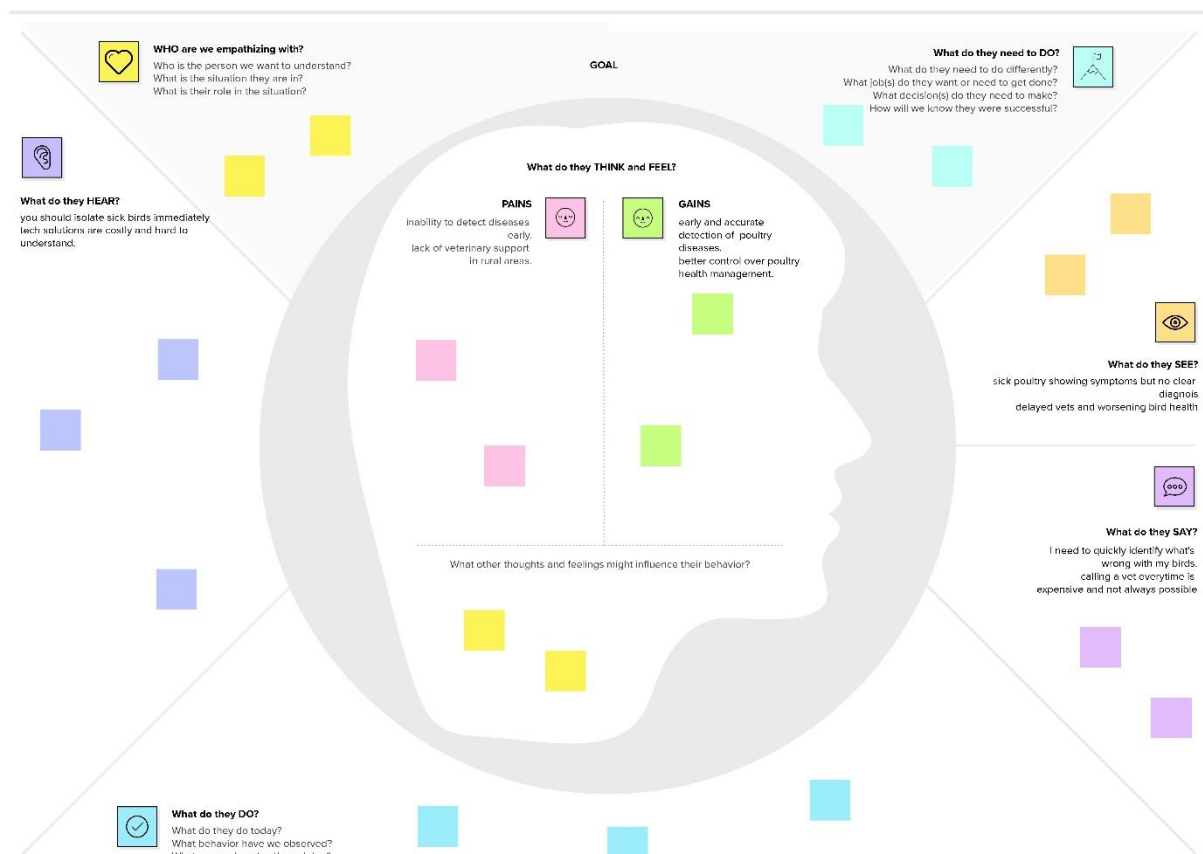 WHO are we empathizing with?
Who is the person we want to understand?
What is the situation they are in?
What is their role in the situation?
GOAL
What do they need to DO?
What do they need to do differently?
What job(s) do they want or need to get done?
What decision(s) do they need to make?
How will we know they were successful?
What do they HEAR?
you should isolate sick birds immediately
tech solutions are costly and hard to
understand.
What do they THINK and FEEL?
PAINS
inability to detect diseases
early.
lack of veterinary support
in rural areas.
GAINS
early and accurate
detection of poultry
diseases.
better control over poultry
health management.
What do they SEE?
sick poultry showing symptoms but no clear
diagnois
delayed vets and worsening bird health
What do they SAY?
I need to quickly identify what's
wrong with my birds.
calling a vet everytime is
expensive and not always possible
What other thoughts and feelings might influence their behavior?
What do they DO?
What do they do today?
What behavior have we observed?